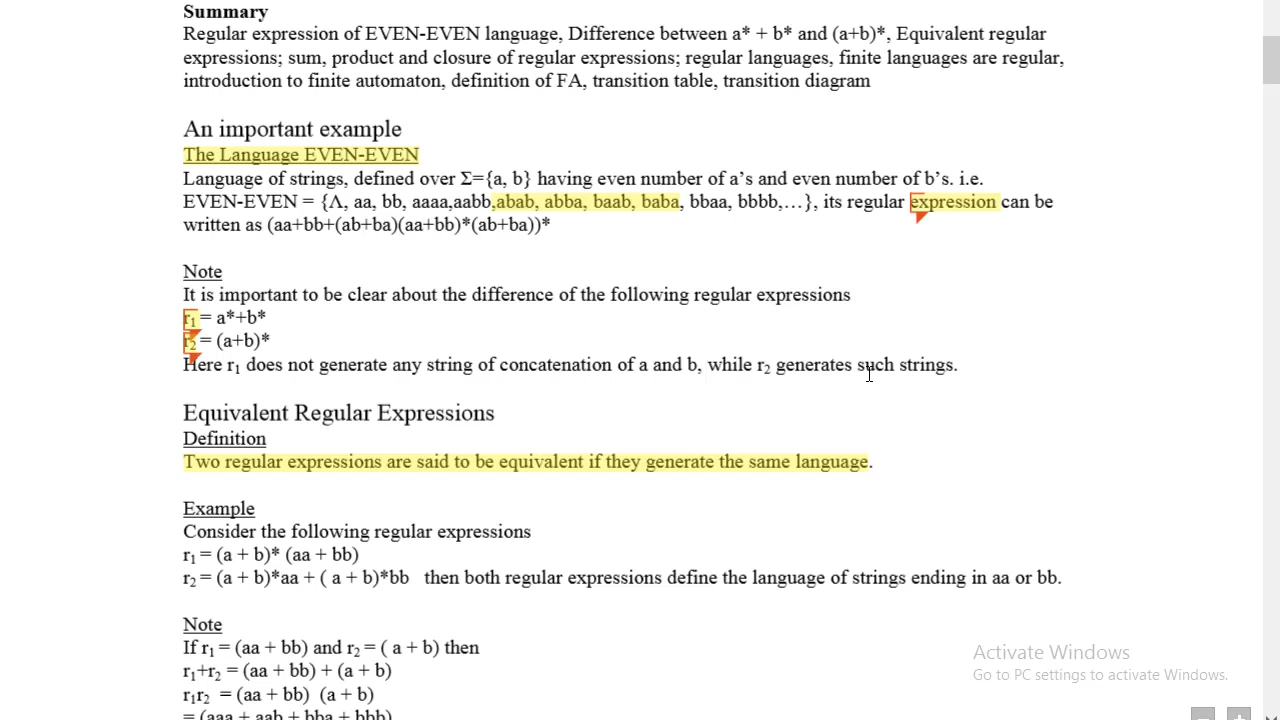 Summary
Regular expression of EVEN-EVEN language, Difference between a* + b* and (a+b)*, Equivalent regular
expressions; sum, product and closure of regular expressions; regular languages, finite languages are regular,
introduction to finite automaton, definition of FA, transition table, transition diagram
An important example
The Language EVEN-EVEN
Language of strings, defined over Σ={a, b} having even number of a’s and even number of b’s. i.e.
EVEN-EVEN = {Λ, aa, bb, aaaa,aabb,abab, abba, baab, baba, bbaa, bbbb,…}, its regular expression can be
written as (aa+bb+(ab+ba)(aa+bb)*(ab+ba))*
Note
It is important to be clear about the difference of the following regular expressions
r₁ = a*+b*
r₂ = (a+b)*
Here r₁ does not generate any string of concatenation of a and b, while r₂ generates such strings.
Equivalent Regular Expressions
Definition
Two regular expressions are said to be equivalent if they generate the same language.
Example
Consider the following regular expressions
r₁ = (a + b)* (aa + bb)
r₂ = (a + b)*aa + ( a + b)*bb   then both regular expressions define the language of strings ending in aa or bb.
Note
If r₁ = (aa + bb) and r₂ = ( a + b) then
r₁+r₂ = (aa + bb) + (a + b)
r₁r₂  = (aa + bb)  (a + b)
= (aaa + aab + bba + bbb)
Activate Windows
Go to PC settings to activate Windows.